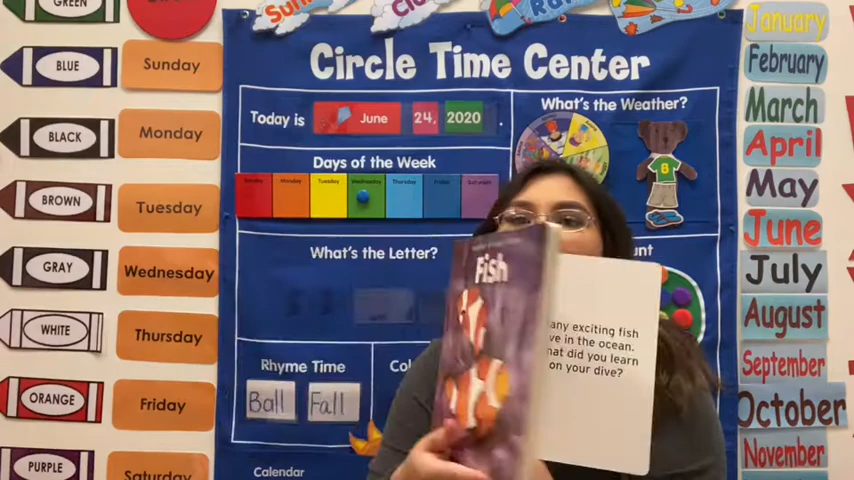 GREEN
BLUE
BLACK
BROWN
GRAY
WHITE
ORANGE
PURPLE
Sunday
Monday
Tuesday
Wednesday
Thursday
Friday
Saturday
Circle Time Center
Today is June 24, 2020.
Days of the Week
Sunday Monday Tuesday Wednesday Thursday Friday Saturday
What's the Letter?
Rhyme Time
Ball Fall
Calendar
What's the Weather?
8
Fish
any exciting fish
ve in the ocean.
hat did you learn
on your dive?
January
February
March
April
May
June
July
August
September
October
November